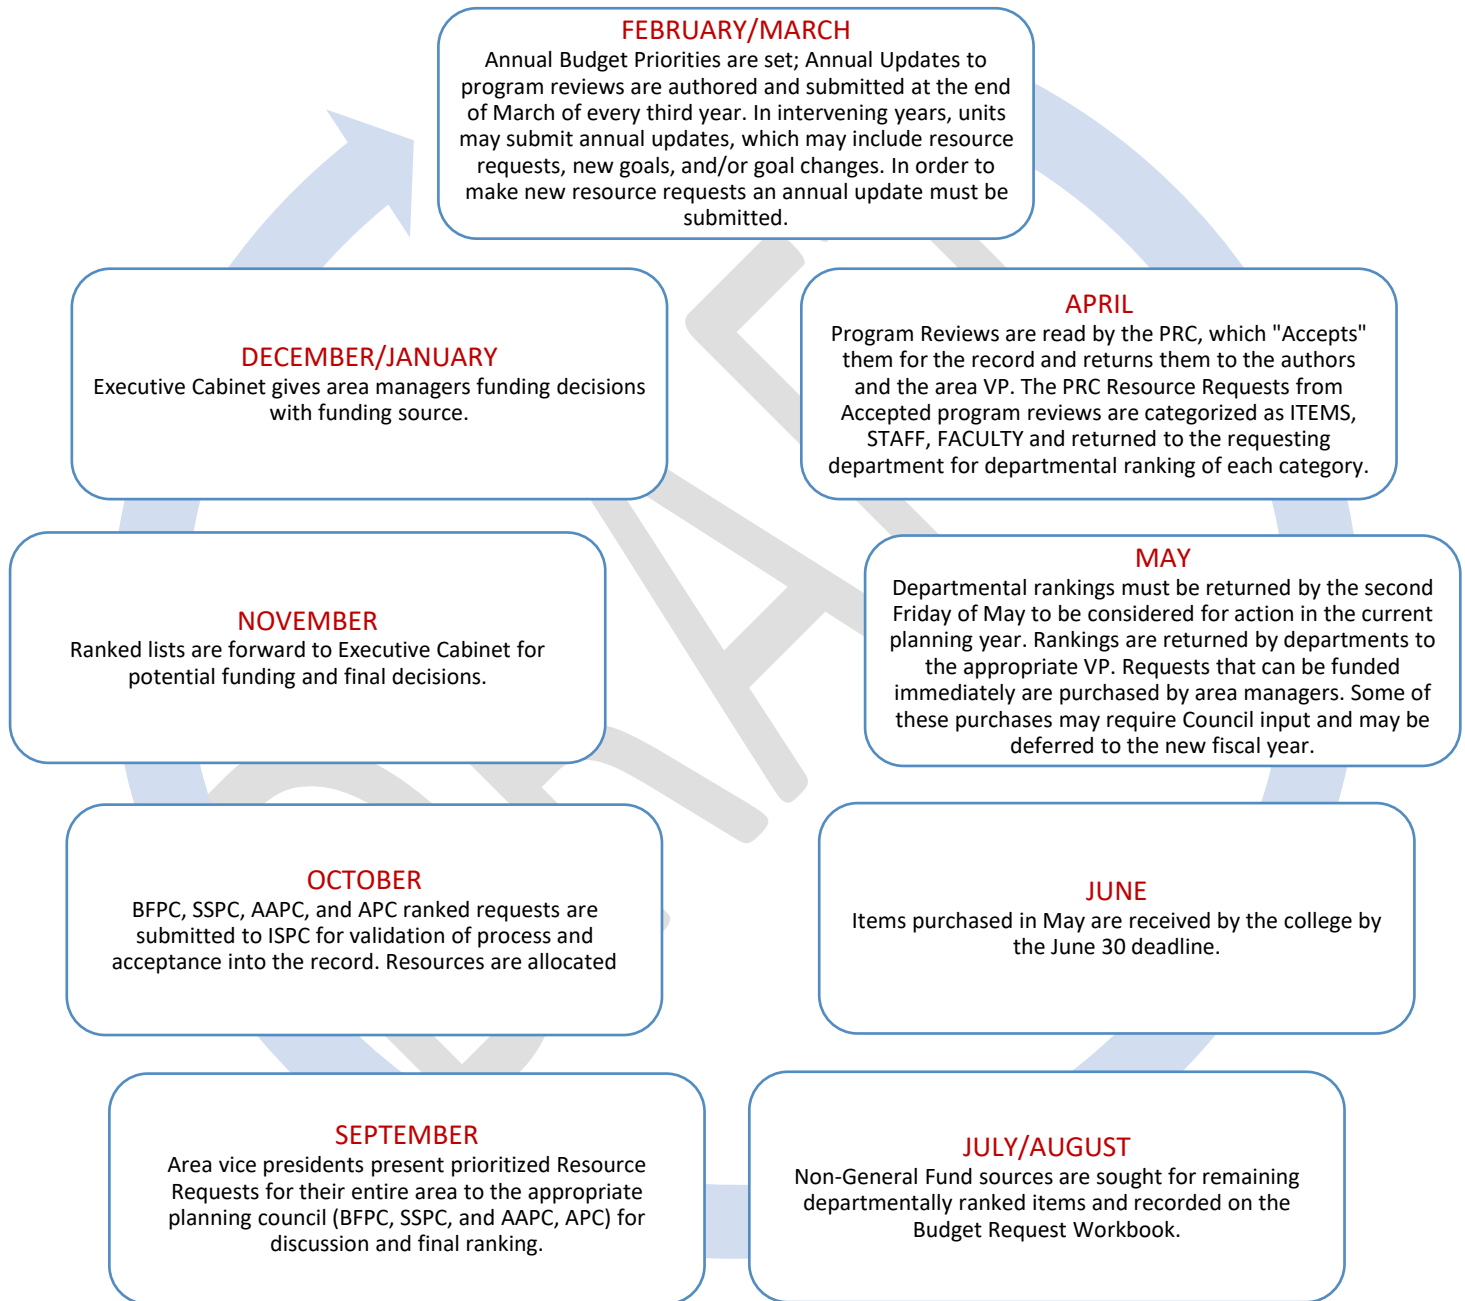 FEBRUARY/MARCH
Annual Budget Priorities are set; Annual Updates to
program reviews are authored and submitted at the end
of March of every third year. In intervening years, units
may submit annual updates, which may include resource
requests, new goals, and/or goal changes. In order to
make new resource requests an annual update must be
submitted.
APRIL
Program Reviews are read by the PRC, which "Accepts"
them for the record and returns them to the authors
and the area VP. The PRC Resource Requests from
Accepted program reviews are categorized as ITEMS,
STAFF, FACULTY and returned to the requesting
department for departmental ranking of each category.
MAY
Departmental rankings must be returned by the second
Friday of May to be considered for action in the current
planning year. Rankings are returned by departments to
the appropriate VP. Requests that can be funded
immediately are purchased by area managers. Some of
these purchases may require Council input and may be
deferred to the new fiscal year.
JUNE
Items purchased in May are received by the college by
the June 30 deadline.
JULY/AUGUST
Non-General Fund sources are sought for remaining
departmentally ranked items and recorded on the
Budget Request Workbook.
SEPTEMBER
Area vice presidents present prioritized Resource
Requests for their entire area to the appropriate
planning council (BFPC, SSPC, and AAPC, APC) for
discussion and final ranking.
OCTOBER
BFPC, SSPC, AAPC, and APC ranked requests are
submitted to ISPC for validation of process and
acceptance into the record. Resources are allocated
NOVEMBER
Ranked lists are forward to Executive Cabinet for
potential funding and final decisions.
DECEMBER/JANUARY
Executive Cabinet gives area managers funding decisions
with funding source.
DRAFT